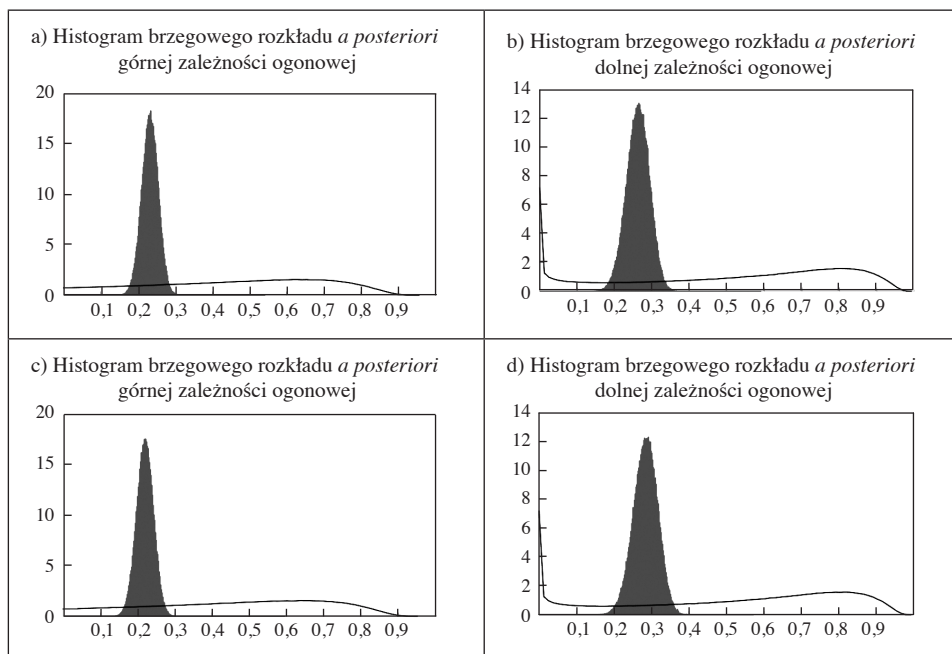 a) Histogram brzegowego rozkładu a posteriori
górnej zależności ogonowej
20
15
10
5
0
0,1 0,2 0,3 0,4 0,5 0,6 0,7 0,8 0,9
b) Histogram brzegowego rozkładu a posteriori
dolnej zależności ogonowej
14
12
10
8
6
4
2
0
0,1 0,2 0,3 0,4 0,5 0,6 0,7 0,8 0,9
c) Histogram brzegowego rozkładu a posteriori
górnej zależności ogonowej
20
15
10
5
0
0,1 0,2 0,3 0,4 0,5 0,6 0,7 0,8 0,9
d) Histogram brzegowego rozkładu a posteriori
dolnej zależności ogonowej
14
12
10
8
6
4
2
0
0,1 0,2 0,3 0,4 0,5 0,6 0,7 0,8 0,9